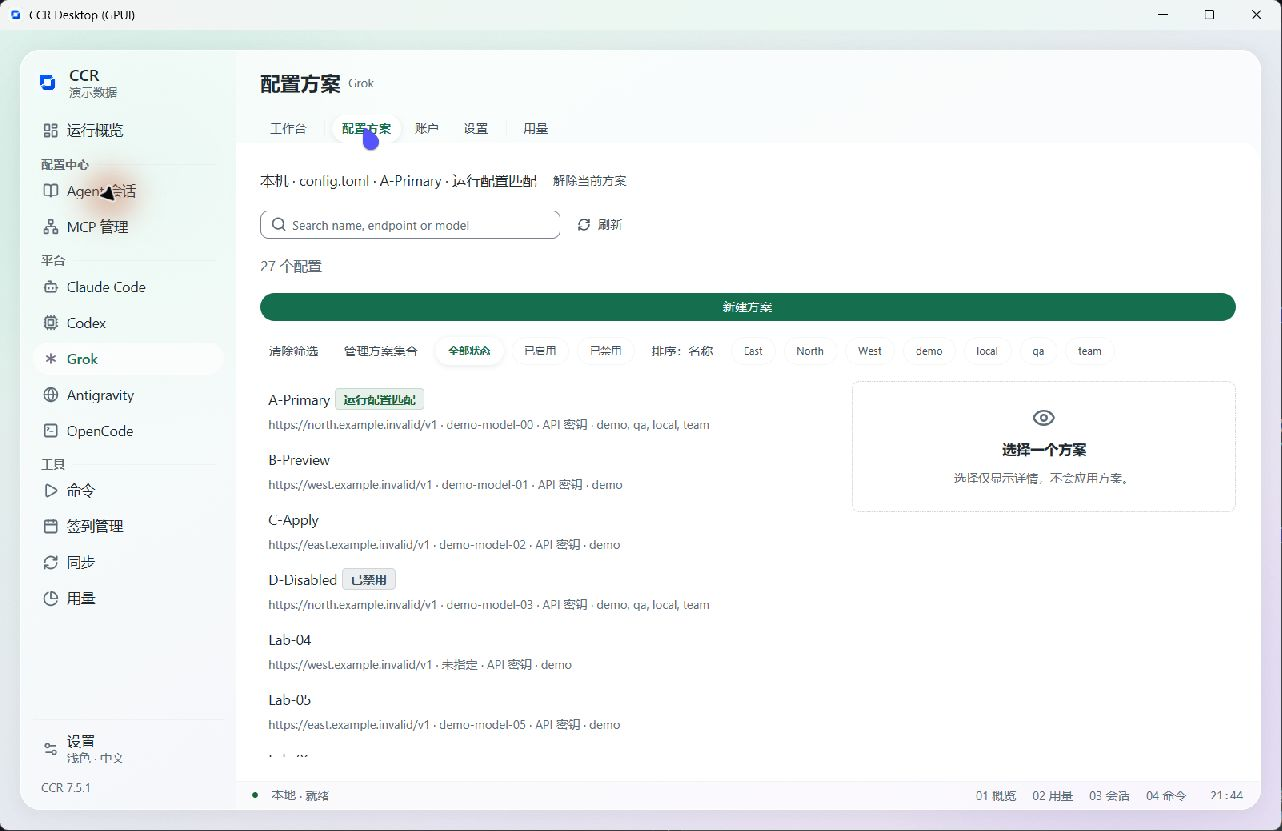 CCR Desktop (GPUI)
CCR
演示数据
运行概览
配置中心
Agent 会话
MCP 管理
平台
Claude Code
Codex
Grok
Antigravity
OpenCode
工具
命令
签到管理
同步
用量
设置
浅色 · 中文
CCR 7.5.1
配置方案 Grok
工作台 配置方案 账户 设置 用量
本机 · config.toml · A-Primary · 运行配置匹配 解除当前方案
Search name, endpoint or model 刷新
27 个配置
新建方案
清除筛选 管理方案集合 全部状态 已启用 已禁用 排序：名称 East North West demo local qa team
A-Primary 运行配置匹配
https://north.example.invalid/v1 · demo-model-00 · API 密钥 · demo, qa, local, team
B-Preview
https://west.example.invalid/v1 · demo-model-01 · API 密钥 · demo
C-Apply
https://east.example.invalid/v1 · demo-model-02 · API 密钥 · demo
D-Disabled 已禁用
https://north.example.invalid/v1 · demo-model-03 · API 密钥 · demo, qa, local, team
Lab-04
https://west.example.invalid/v1 · 未指定 · API 密钥 · demo
Lab-05
https://east.example.invalid/v1 · demo-model-05 · API 密钥 · demo
选择一个方案
选择仅显示详情，不会应用方案。
本地 · 就绪
01 概览 02 用量 03 会话 04 命令 21:44